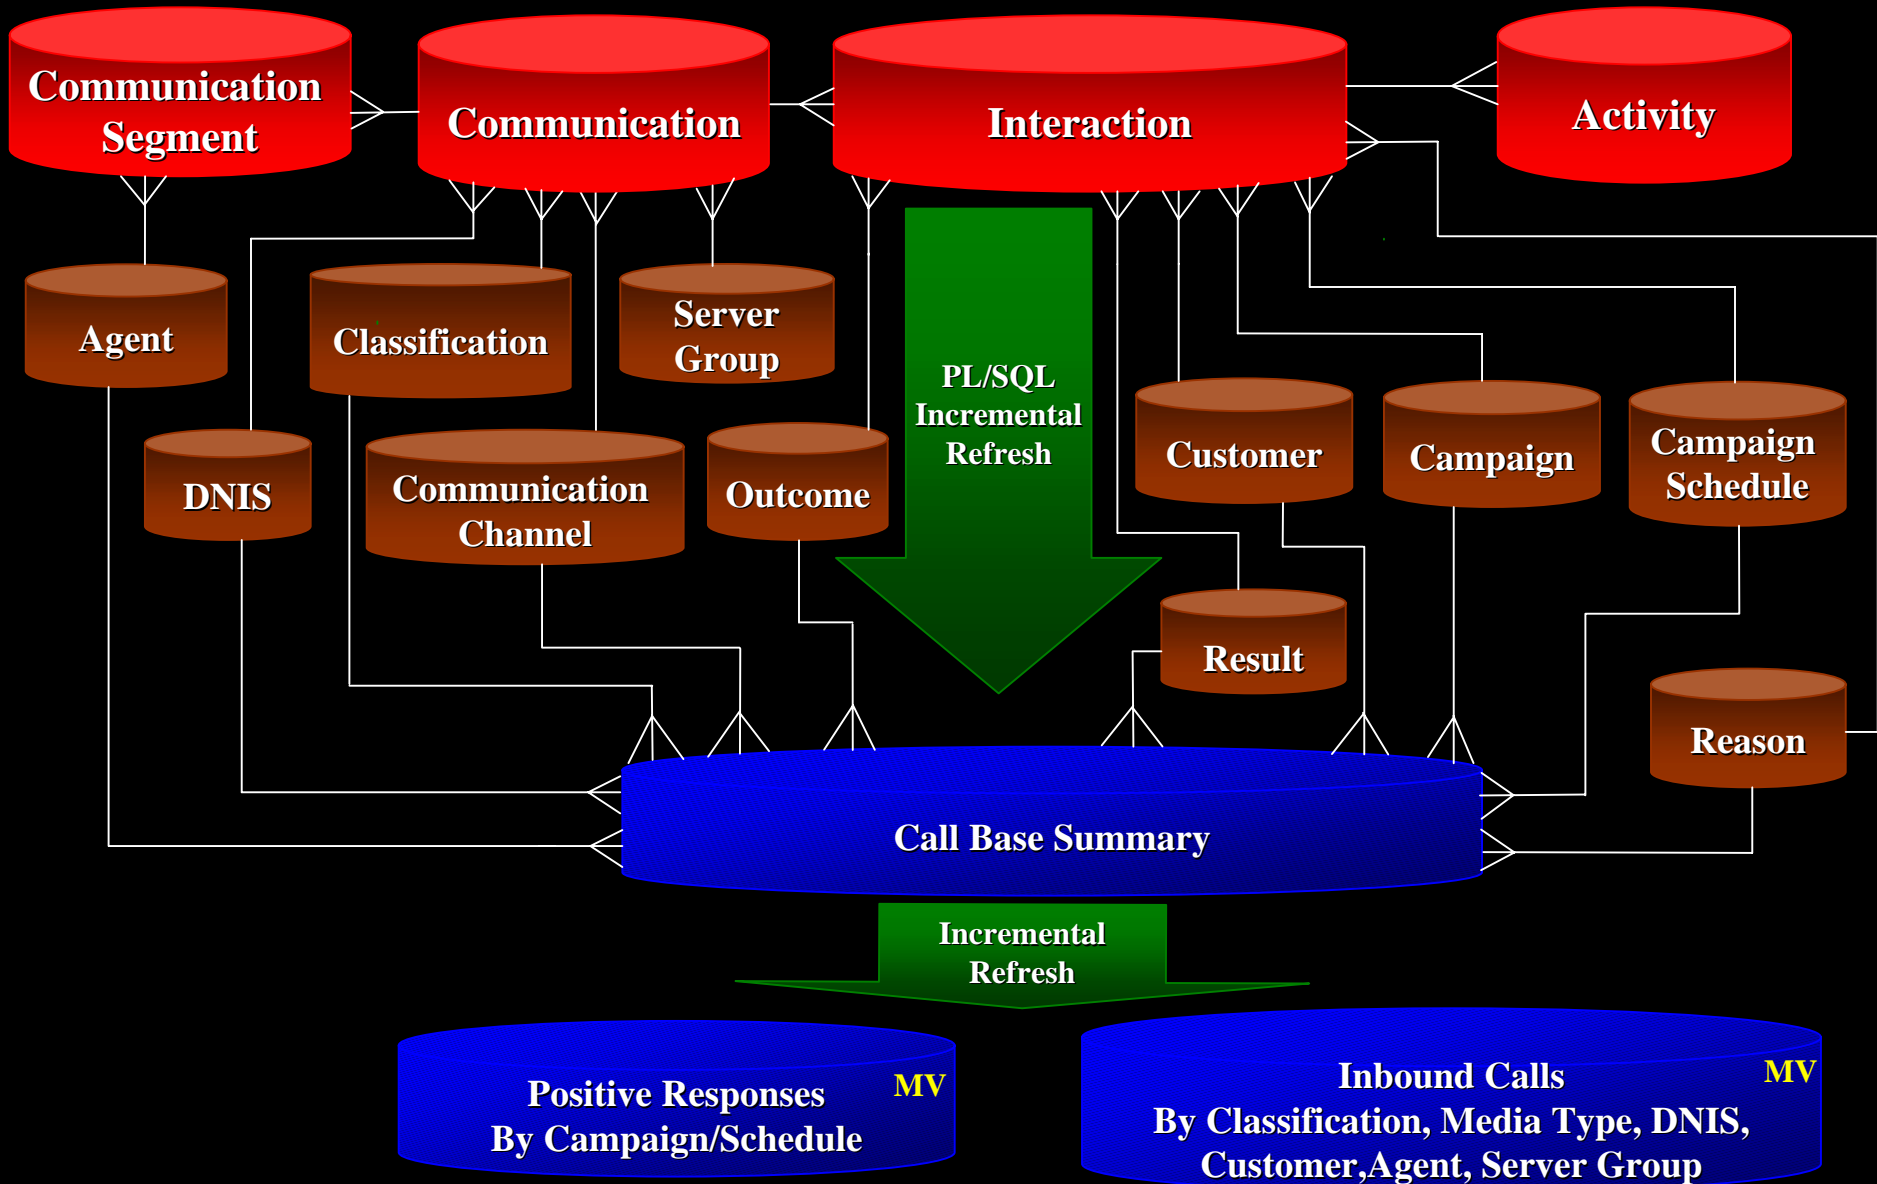 Communication
Segment
Communication
Interaction
Activity
Agent
Classification
Server
Group
PL/SQL
Incremental
Refresh
DNIS
Communication
Channel
Outcome
Customer
Campaign
Campaign
Schedule
Result
Reason
Call Base Summary
Incremental
Refresh
Positive Responses
By Campaign/Schedule
MV
Inbound Calls
By Classification, Media Type, DNIS,
Customer,Agent, Server Group
MV